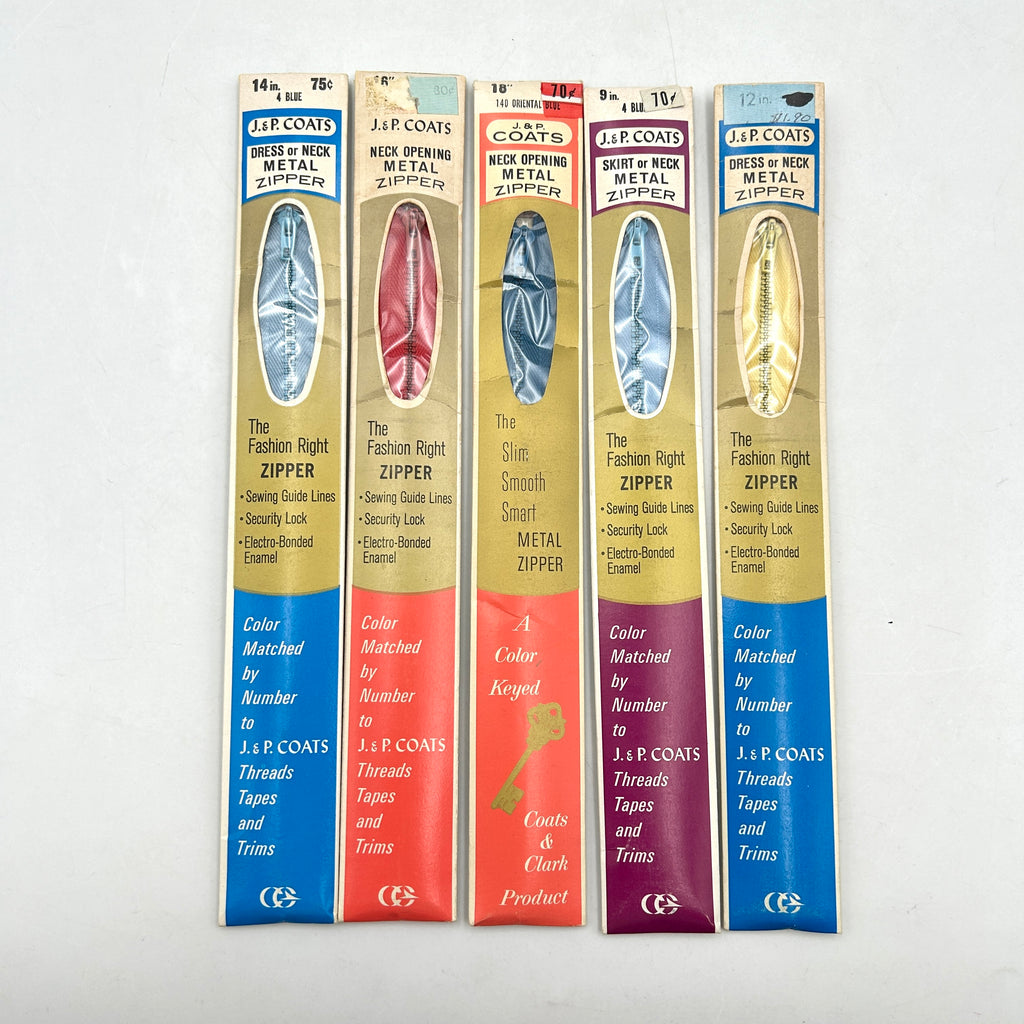 14 in. 75¢
4 BLUE
J. & P. COATS
DRESS or NECK
METAL
ZIPPER
The
Fashion Right
ZIPPER
• Sewing Guide Lines
• Security Lock
• Electro-Bonded
Enamel
Color
Matched
by
Number
to
J. & P. COATS
Threads
Tapes
and
Trims
6" 80¢
J. & P. COATS
NECK OPENING
METAL
ZIPPER
The
Fashion Right
ZIPPER
• Sewing Guide Lines
• Security Lock
• Electro-Bonded
Enamel
Color
Matched
by
Number
to
J. & P. COATS
Threads
Tapes
and
Trims
18" 70¢
140 ORIENTAL BLUE
J. & P.
COATS
NECK OPENING
METAL
ZIPPER
The
Slim
Smooth
Smart
METAL
ZIPPER
A
Color
Keyed
Coats
&
Clark
Product
9 in. 70¢
4 BLUE
J. & P. COATS
SKIRT or NECK
METAL
ZIPPER
The
Fashion Right
ZIPPER
• Sewing Guide Lines
• Security Lock
• Electro-Bonded
Enamel
Color
Matched
by
Number
to
J. & P. COATS
Threads
Tapes
and
Trims
12 in.
$1.90
J. & P. COATS
DRESS or NECK
METAL
ZIPPER
The
Fashion Right
ZIPPER
• Sewing Guide Lines
• Security Lock
• Electro-Bonded
Enamel
Color
Matched
by
Number
to
J. & P. COATS
Threads
Tapes
and
Trims